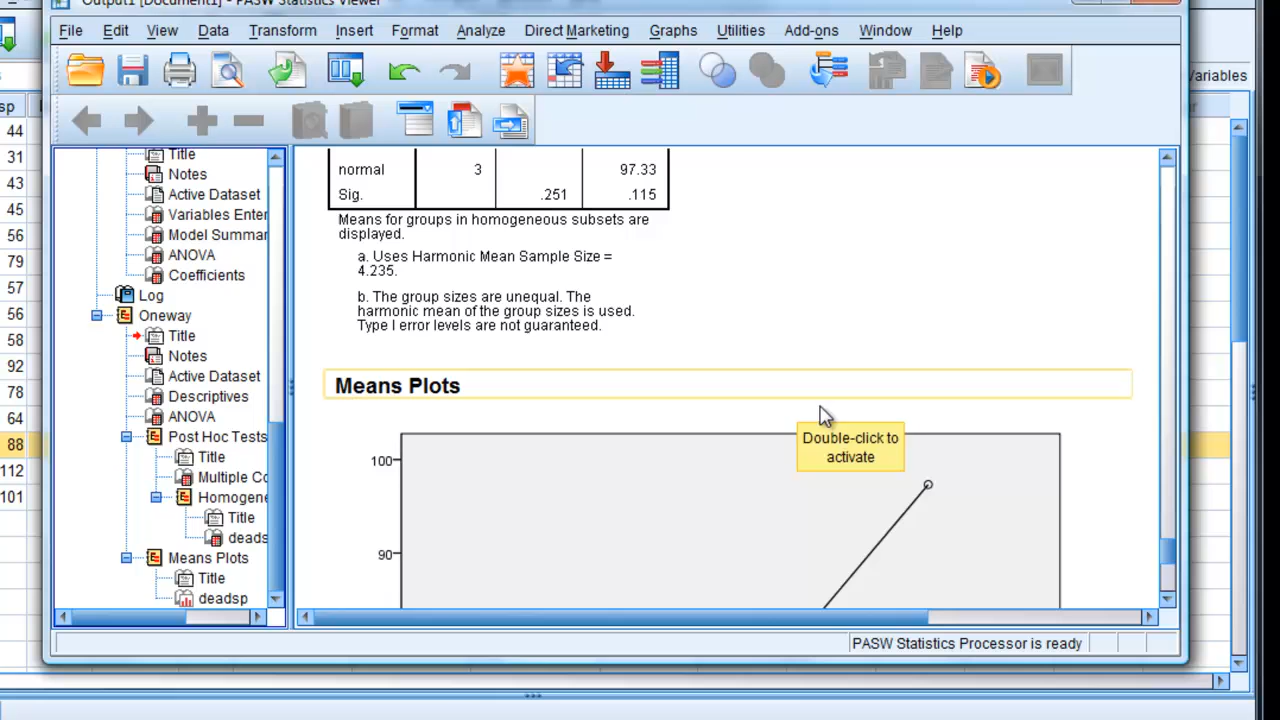 Output1 [Document1] - PASW Statistics Viewer
File Edit View Data Transform Insert Format Analyze Direct Marketing Graphs Utilities Add-ons Window Help
Variables
sp
44
31
43
45
56
79
57
56
58
92
78
64
88
112
101
Title
Notes
Active Dataset
Variables Enter
Model Summar
ANOVA
Coefficients
Log
Oneway
Title
Notes
Active Dataset
Descriptives
ANOVA
Post Hoc Tests
Title
Multiple Co
Homogene
Title
deads
Means Plots
Title
deadsp
normal 3 97.33
Sig. .251 .115
Means for groups in homogeneous subsets are
displayed.
a. Uses Harmonic Mean Sample Size =
4.235.
b. The group sizes are unequal. The
harmonic mean of the group sizes is used.
Type I error levels are not guaranteed.
Means Plots
Double-click to
activate
100
90
PASW Statistics Processor is ready